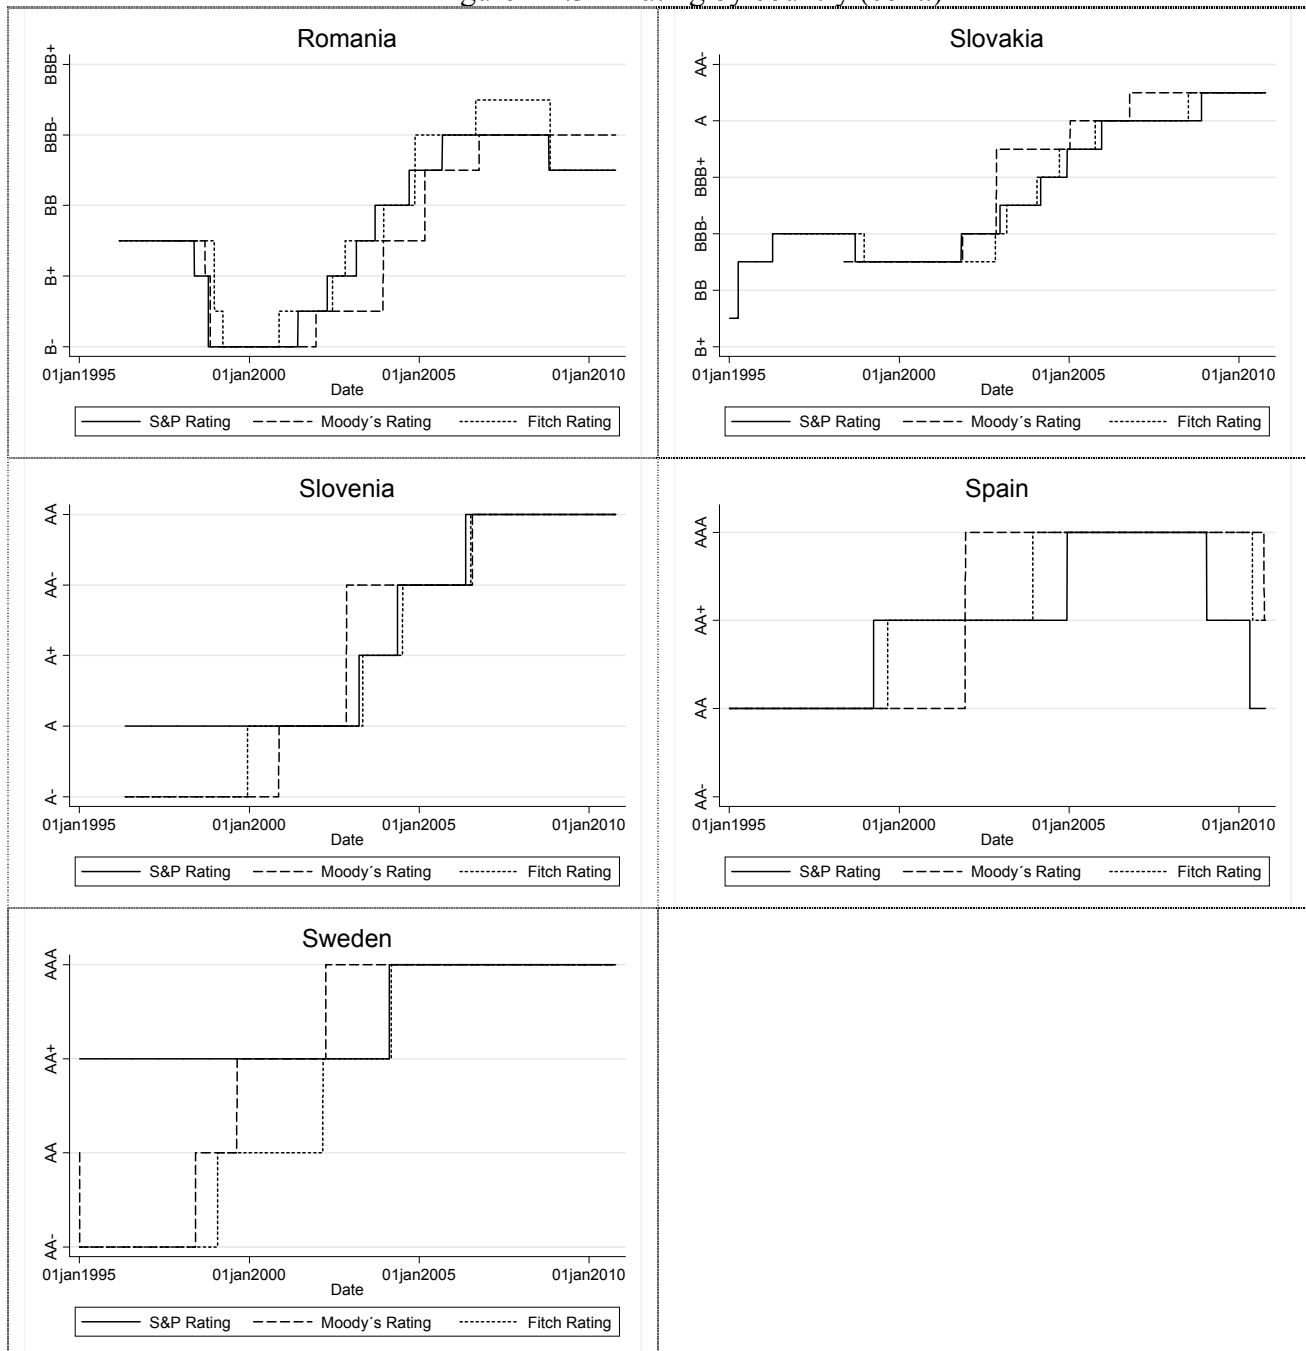 Romania
BBB+
BBB-
BB
B+
B-
01jan1995 01jan2000 01jan2005 01jan2010
Date
S&P Rating Moody´s Rating Fitch Rating
Slovakia
AA-
A
BBB+
BBB-
BB
B+
01jan1995 01jan2000 01jan2005 01jan2010
Date
S&P Rating Moody´s Rating Fitch Rating
Slovenia
AA
AA-
A+
A
A-
01jan1995 01jan2000 01jan2005 01jan2010
Date
S&P Rating Moody´s Rating Fitch Rating
Spain
AAA
AA+
AA
AA-
01jan1995 01jan2000 01jan2005 01jan2010
Date
S&P Rating Moody´s Rating Fitch Rating
Sweden
AAA
AA+
AA
AA-
01jan1995 01jan2000 01jan2005 01jan2010
Date
S&P Rating Moody´s Rating Fitch Rating